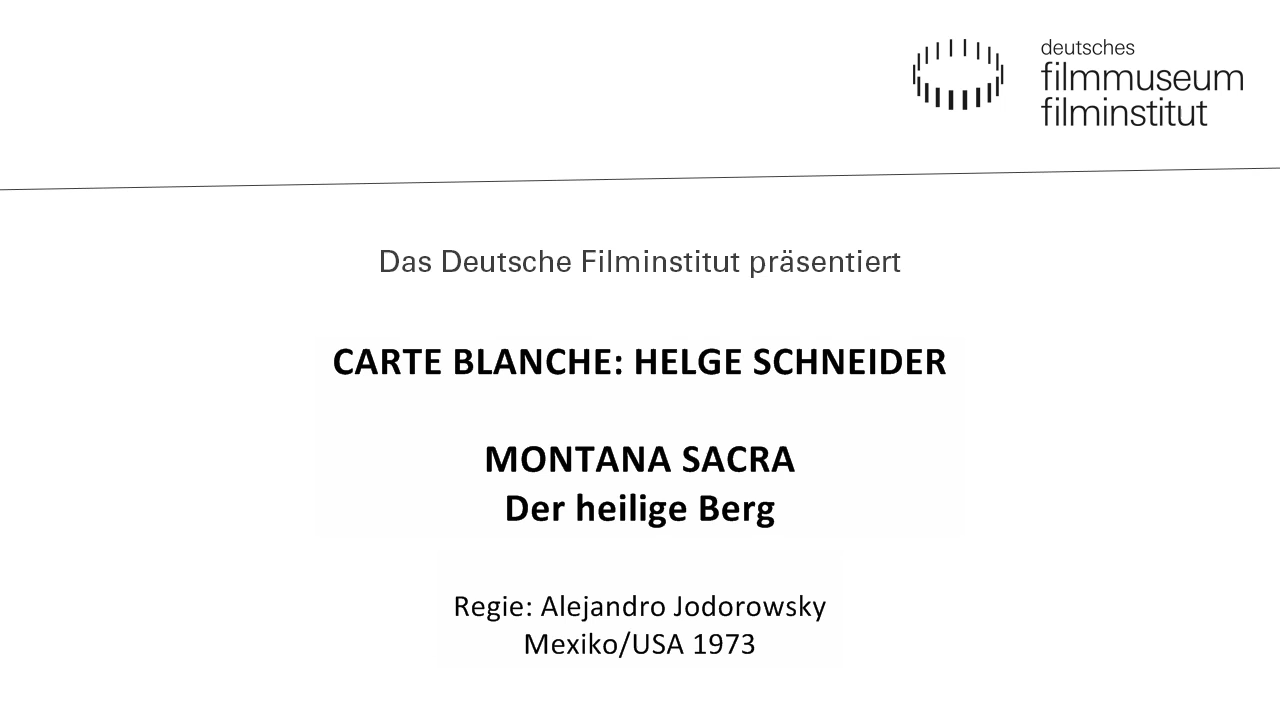 deutsches
filmmuseum
filminstitut
Das Deutsche Filminstitut präsentiert
CARTE BLANCHE: HELGE SCHNEIDER
MONTANA SACRA
Der heilige Berg
Regie: Alejandro Jodorowsky
Mexiko/USA 1973